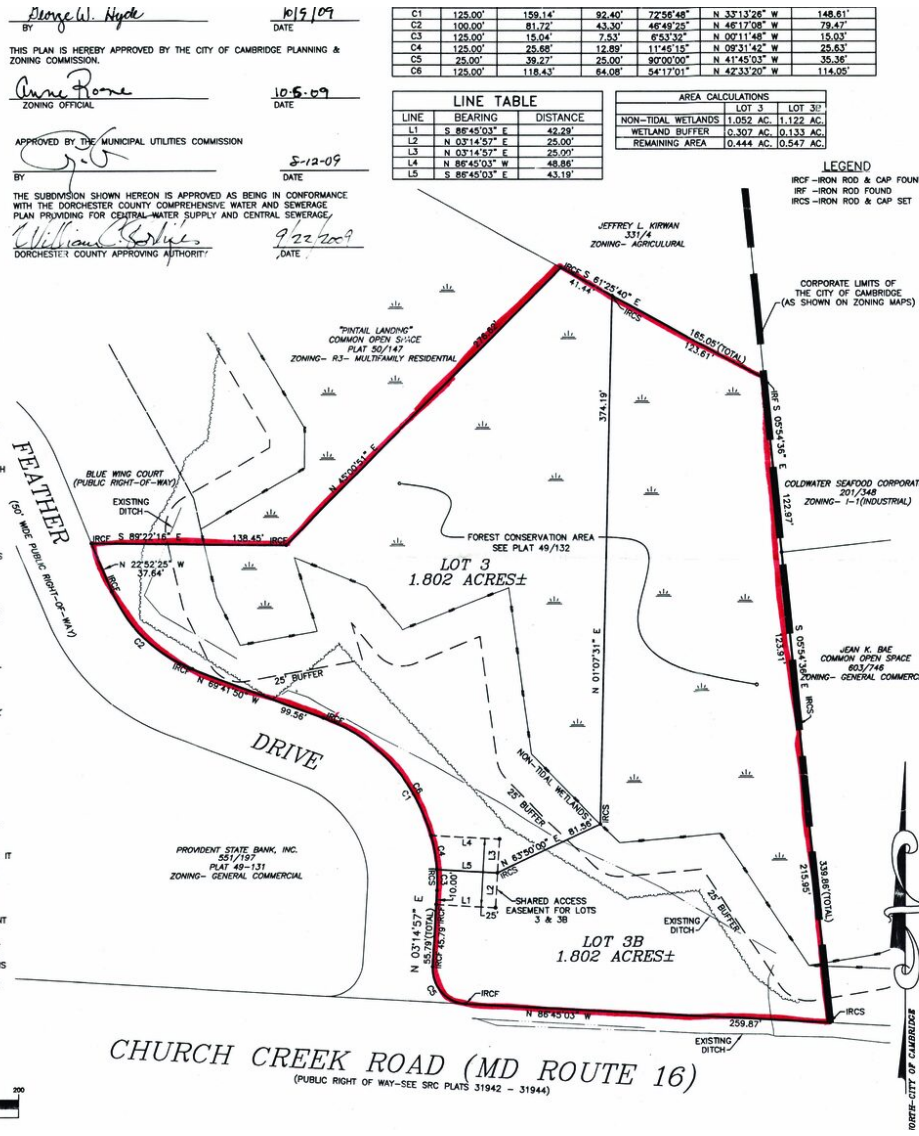 George W. Hyde 10/5/09
BY DATE
THIS PLAN IS HEREBY APPROVED BY THE CITY OF CAMBRIDGE PLANNING &
ZONING COMMISSION.
Anne Roane 10-5-09
ZONING OFFICIAL DATE
APPROVED BY THE MUNICIPAL UTILITIES COMMISSION
8-12-09
BY DATE
THE SUBDIVISION SHOWN HEREON IS APPROVED AS BEING IN CONFORMANCE
WITH THE DORCHESTER COUNTY COMPREHENSIVE WATER AND SEWERAGE
PLAN PROVIDING FOR CENTRAL WATER SUPPLY AND CENTRAL SEWERAGE
9/22/2009
DORCHESTER COUNTY APPROVING AUTHORITY DATE
C1 125.00' 159.14' 92.40' 72°56'48" N 33°13'26" W 148.61'
C2 100.00' 81.72' 43.30' 46°49'25" N 46°17'08" W 79.47'
C3 125.00' 15.04' 7.53' 6°53'32" N 00°11'48" W 15.03'
C4 125.00' 25.68' 12.89' 11°46'15" N 09°31'42" W 25.63'
C5 25.00' 39.27' 25.00' 90°00'00" N 41°45'03" W 35.36'
C6 125.00' 118.43' 64.08' 54°17'01" N 42°33'20" W 114.05'
LINE TABLE
LINE BEARING DISTANCE
L1 S 86°45'03" E 42.29'
L2 N 03°14'57" E 25.00'
L3 N 03°14'57" E 25.00'
L4 N 86°45'03" W 48.86'
L5 S 86°45'03" E 43.19'
AREA CALCULATIONS
LOT 3 LOT 3B
NON-TIDAL WETLANDS 1.052 AC. 1.122 AC.
WETLAND BUFFER 0.307 AC. 0.133 AC.
REMAINING AREA 0.444 AC. 0.547 AC.
LEGEND
IRCF -IRON ROD & CAP FOUN
IRF -IRON ROD FOUND
IRCS -IRON ROD & CAP SET
JEFFREY L. KIRWAN
331/4
ZONING- AGRICULURAL
CORPORATE LIMITS OF
THE CITY OF CAMBRIDGE
(AS SHOWN ON ZONING MAPS)
IRCF S 61°25'40" E
41.44'
IRCS
165.05'(TOTAL)
123.61'
"PINTAIL LANDING"
COMMON OPEN SPACE
PLAT 50/147
ZONING- R3- MULTIFAMILY RESIDENTIAL
276.62'
N 45°00'51" E
374.19'
N 01°07'31" E
IRF S 05°54'36" E
122.97'
COLDWATER SEAFOOD CORPORAT
201/348
ZONING- I-1(INDUSTRIAL)
FEATHER
(50' WIDE PUBLIC RIGHT-OF-WAY)
BLUE WING COURT
(PUBLIC RIGHT-OF-WAY)
EXISTING
DITCH
IRCF S 89°22'16" E 138.45' IRCF
N 22°52'25" W
37.64'
IRCF
FOREST CONSERVATION AREA
SEE PLAT 49/132
LOT 3
1.802 ACRES±
123.91'
S 05°54'36" E
IRCS
JEAN K. BAE
COMMON OPEN SPACE
603/746
ZONING- GENERAL COMMERC
C2
IRCF
N 69°41'50" W
99.56'
25' BUFFER
IRCS
DRIVE
C6
C1
NON-TIDAL WETLANDS
25' BUFFER
PROVIDENT STATE BANK, INC.
551/197
PLAT 49-131
ZONING- GENERAL COMMERCIAL
C4
L4
L3
L5
N 63°50'00" E 81.56'
IRCS
IRCS
IRCS
C3
10.00'
L2
L1
25'
SHARED ACCESS
EASEMENT FOR LOTS
3 & 3B
N 03°14'57" E
55.79'(TOTAL)
IRCF 45.79' IRCF
C5
IRCF
LOT 3B
1.802 ACRES±
EXISTING
DITCH
25' BUFFER
339.86'(TOTAL)
215.95'
IRCS
N 86°45'03" W
259.87'
EXISTING
DITCH
CHURCH CREEK ROAD (MD ROUTE 16)
(PUBLIC RIGHT OF WAY-SEE SRC PLATS 31942 - 31944)
200
NORTH-CITY OF CAMBRIDGE
H
S
IT
NT
S